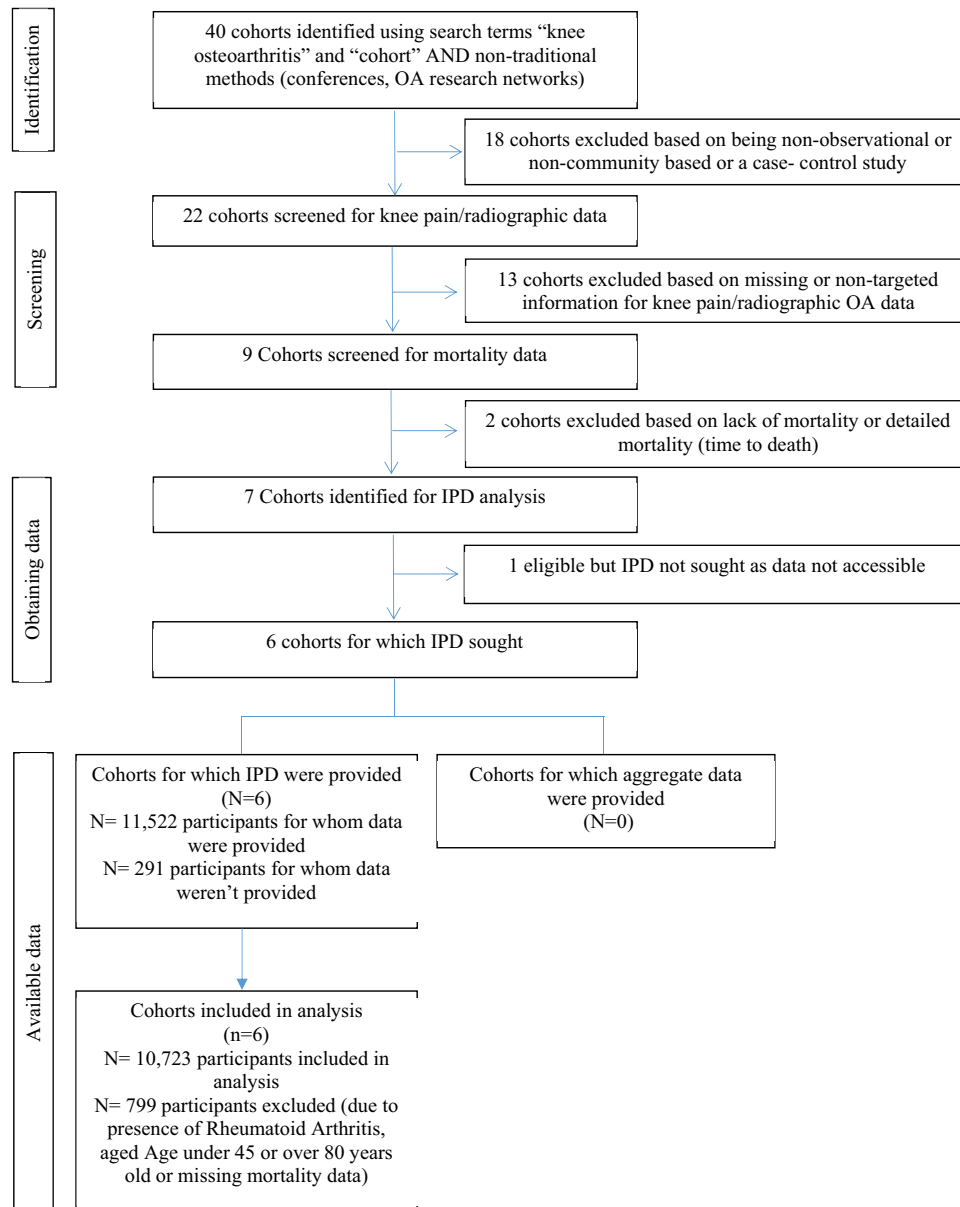 40 cohorts identified using search terms “knee
osteoarthritis” and “cohort” AND non-traditional
methods (conferences, OA research networks)
Identification
18 cohorts excluded based on being non-observational or
non-community based or a case- control study
22 cohorts screened for knee pain/radiographic data
Screening
13 cohorts excluded based on missing or non-targeted
information for knee pain/radiographic OA data
9 Cohorts screened for mortality data
2 cohorts excluded based on lack of mortality or detailed
mortality (time to death)
7 Cohorts identified for IPD analysis
Obtaining data
1 eligible but IPD not sought as data not accessible
6 cohorts for which IPD sought
Cohorts for which IPD were provided
(N=6)
N= 11,522 participants for whom data
were provided
N= 291 participants for whom data
weren’t provided
Cohorts for which aggregate data
were provided
(N=0)
Available data
Cohorts included in analysis
(n=6)
N= 10,723 participants included in
analysis
N= 799 participants excluded (due to
presence of Rheumatoid Arthritis,
aged Age under 45 or over 80 years
old or missing mortality data)